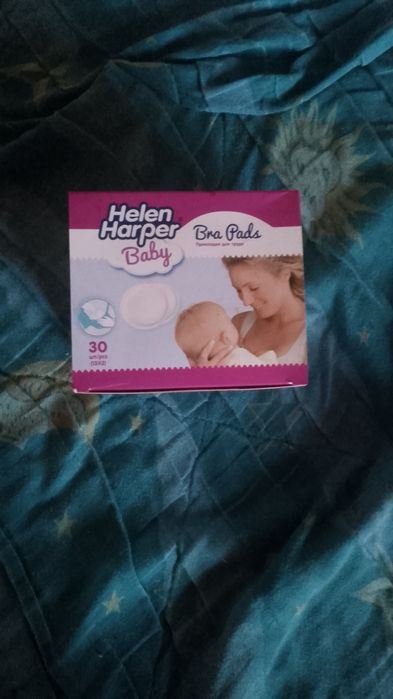 Helen
Harper
Baby
Bra Pads
Прокладки для груди
30
шт/pcs
(15X2)